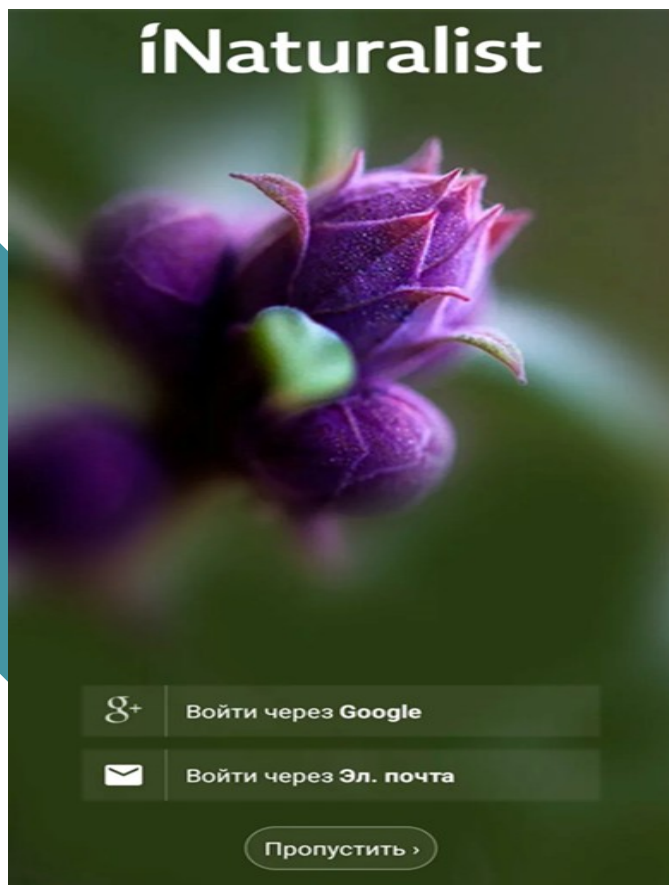 iNaturalist
g+ Войти через Google
Войти через Эл. почта
Пропустить ›